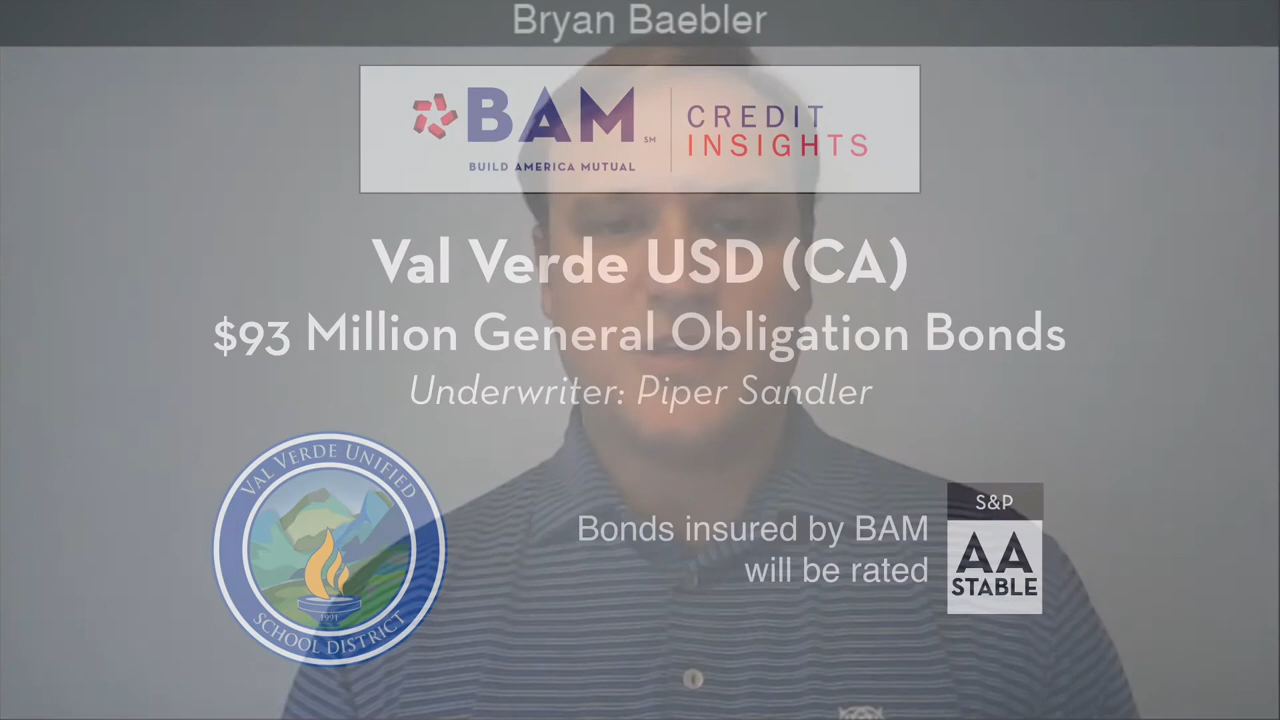 Bryan Baebler
BAM SM
BUILD AMERICA MUTUAL
CREDIT
INSIGHTS
Val Verde USD (CA)
$93 Million General Obligation Bonds
Underwriter: Piper Sandler
VAL VERDE UNIFIED
1991
SCHOOL DISTRICT
Bonds insured by BAM
will be rated
S&P
AA
STABLE